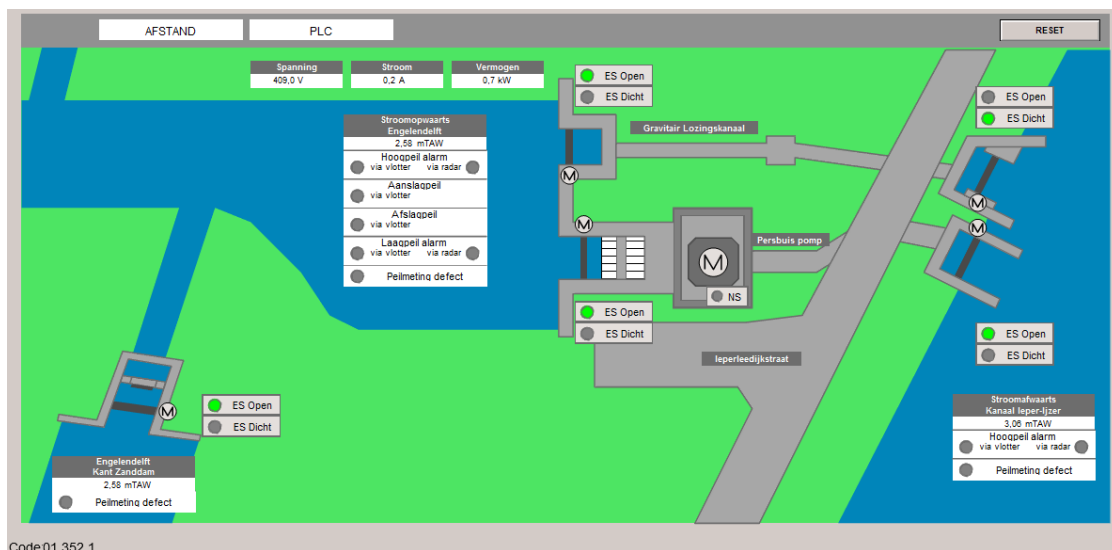 AFSTAND
PLC
RESET
Spanning
409,0 V
Stroom
0,2 A
Vermogen
0,7 kW
ES Open
ES Dicht
ES Open
ES Dicht
Stroomopwaarts
Engelendelft
2,58 mTAW
Hoogpeil alarm
via vlotter via radar
Aanslagpeil
via vlotter
Afslagpeil
via vlotter
Laagpeil alarm
via vlotter via radar
Peilmeting defect
Gravitair Lozingskanaal
M
M
M
M
Persbuis pomp
M
NS
ES Open
ES Dicht
Ieperleedijkstraat
ES Open
ES Dicht
M
ES Open
ES Dicht
Stroomafwaarts
Kanaal Ieper-Ijzer
3,06 mTAW
Hoogpeil alarm
via vlotter via radar
Peilmeting defect
Engelendelft
Kant Zanddam
2,58 mTAW
Peilmeting defect
Code:01.352.1